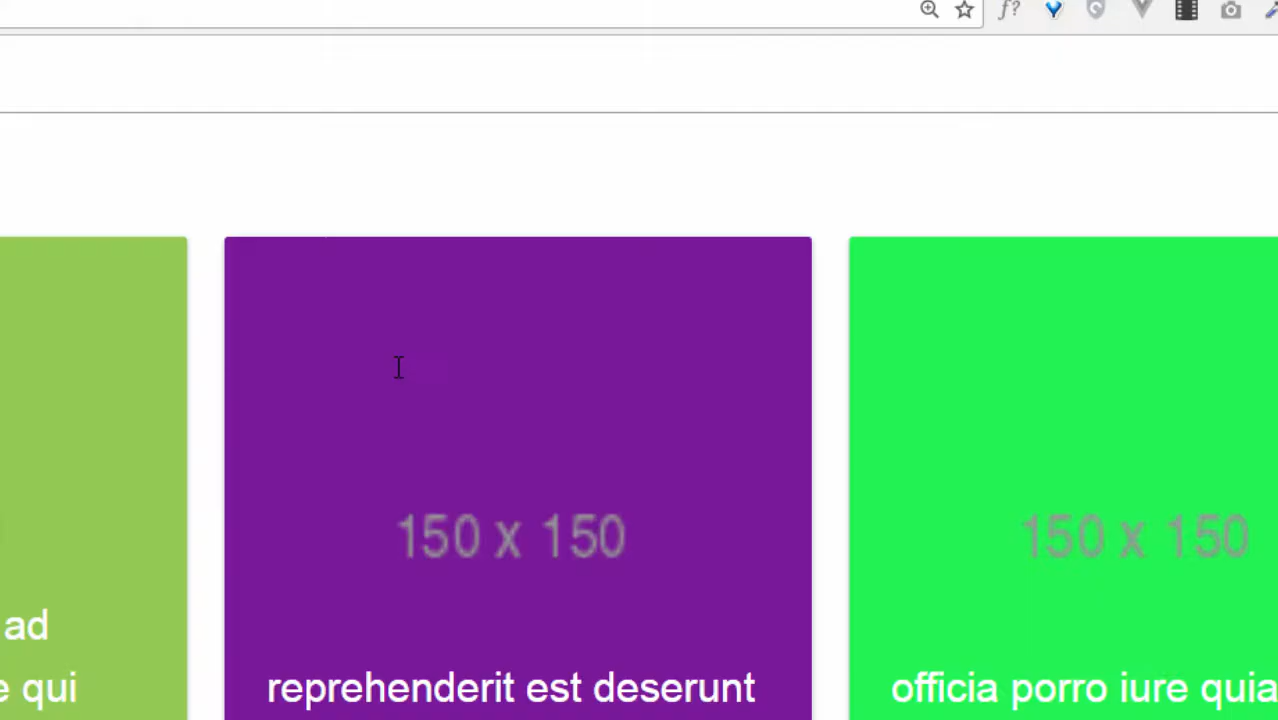 f?
150 x 150
150 x 150
ad
e qui
reprehenderit est deserunt
officia porro iure quia